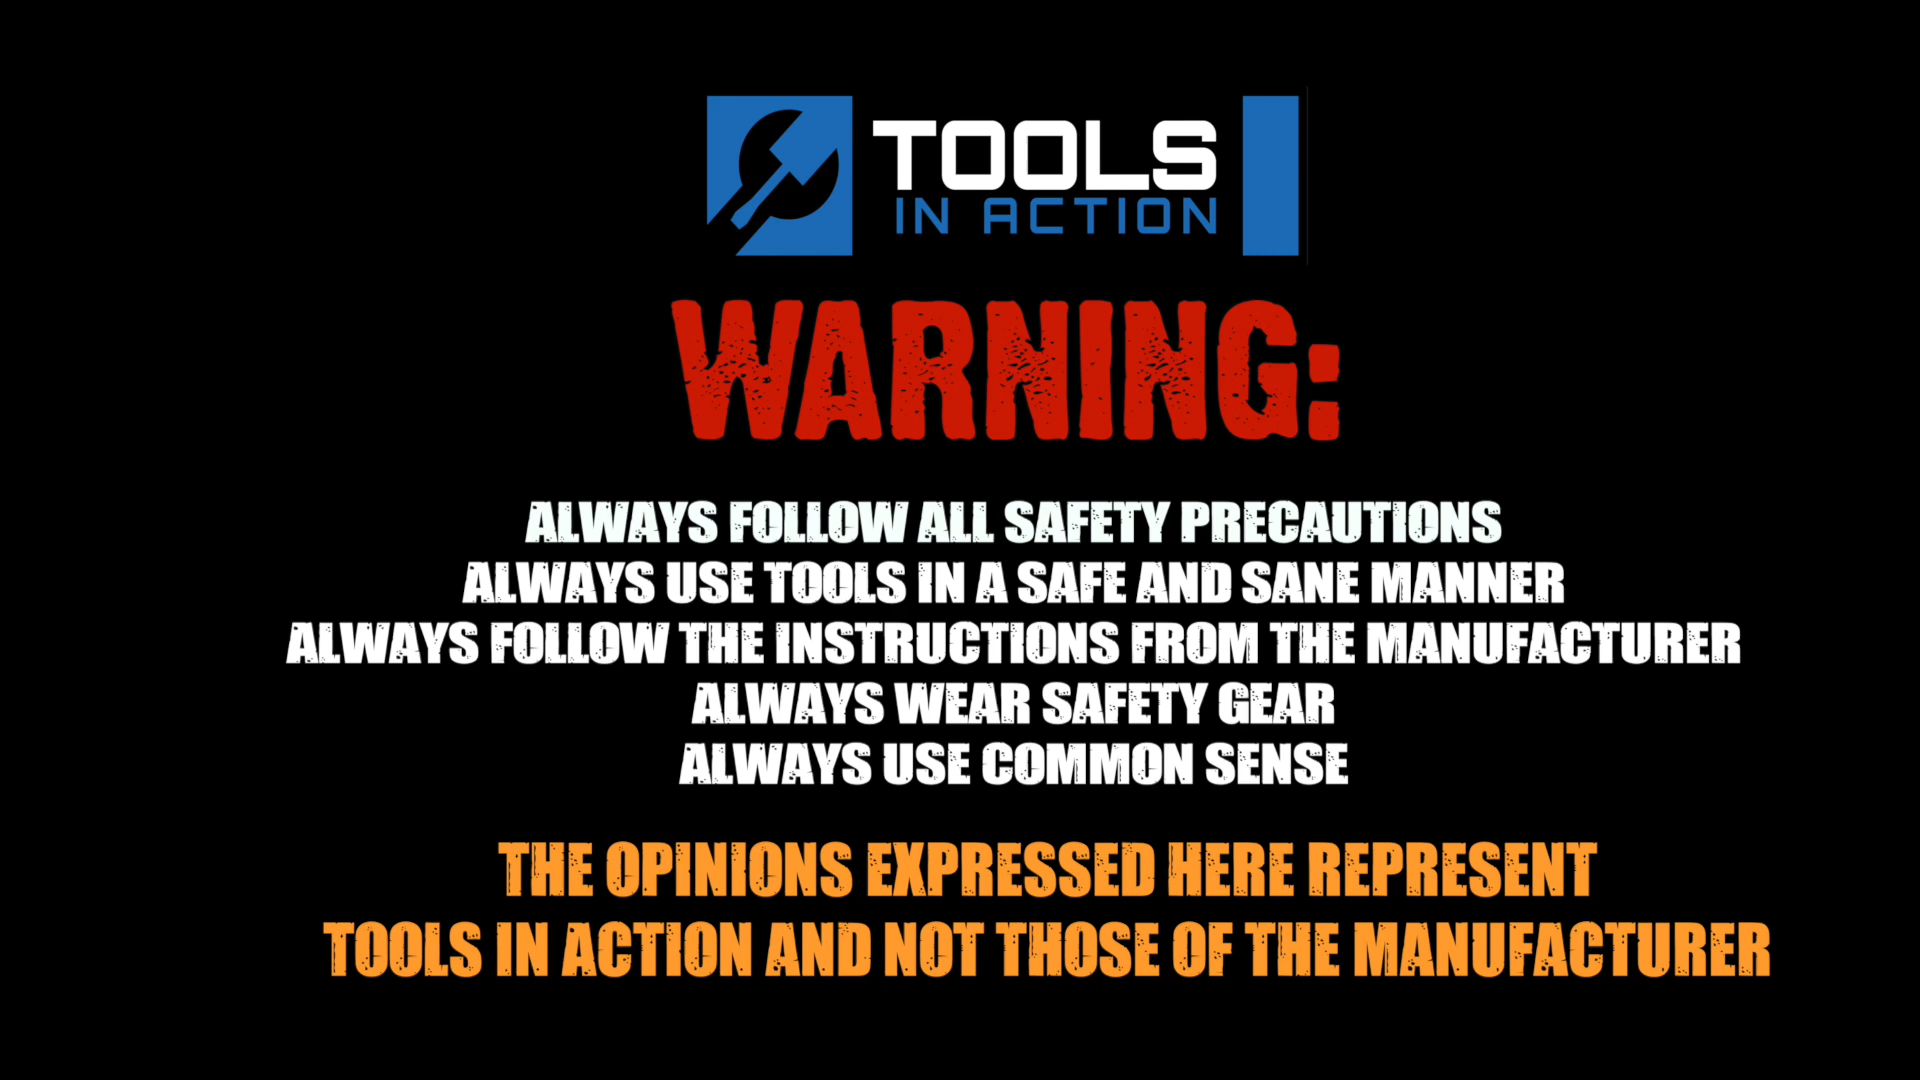 TOOLS
IN ACTION
WARNING:
ALWAYS FOLLOW ALL SAFETY PRECAUTIONS
ALWAYS USE TOOLS IN A SAFE AND SANE MANNER
ALWAYS FOLLOW THE INSTRUCTIONS FROM THE MANUFACTURER
ALWAYS WEAR SAFETY GEAR
ALWAYS USE COMMON SENSE
THE OPINIONS EXPRESSED HERE REPRESENT
TOOLS IN ACTION AND NOT THOSE OF THE MANUFACTURER